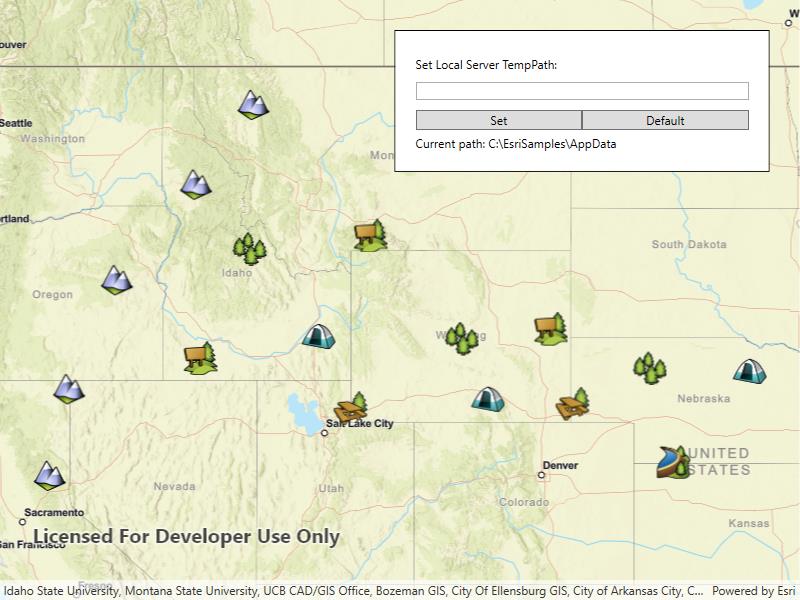 W
ouver
Set Local Server TempPath:
Set
Default
Current path: C:\EsriSamples\AppData
Seattle
Washington
Mon
rtland
South Dakota
Idaho
Oregon
Nebraska
Salt Lake City
UNITED
STATES
Denver
Nevada
Utah
Colorado
Sacramento
Kansas
San Francisco
Licensed For Developer Use Only
Fresno
Idaho State University, Montana State University, UCB CAD/GIS Office, Bozeman GIS, City Of Ellensburg GIS, City of Arkansas City, C...
Powered by Esri